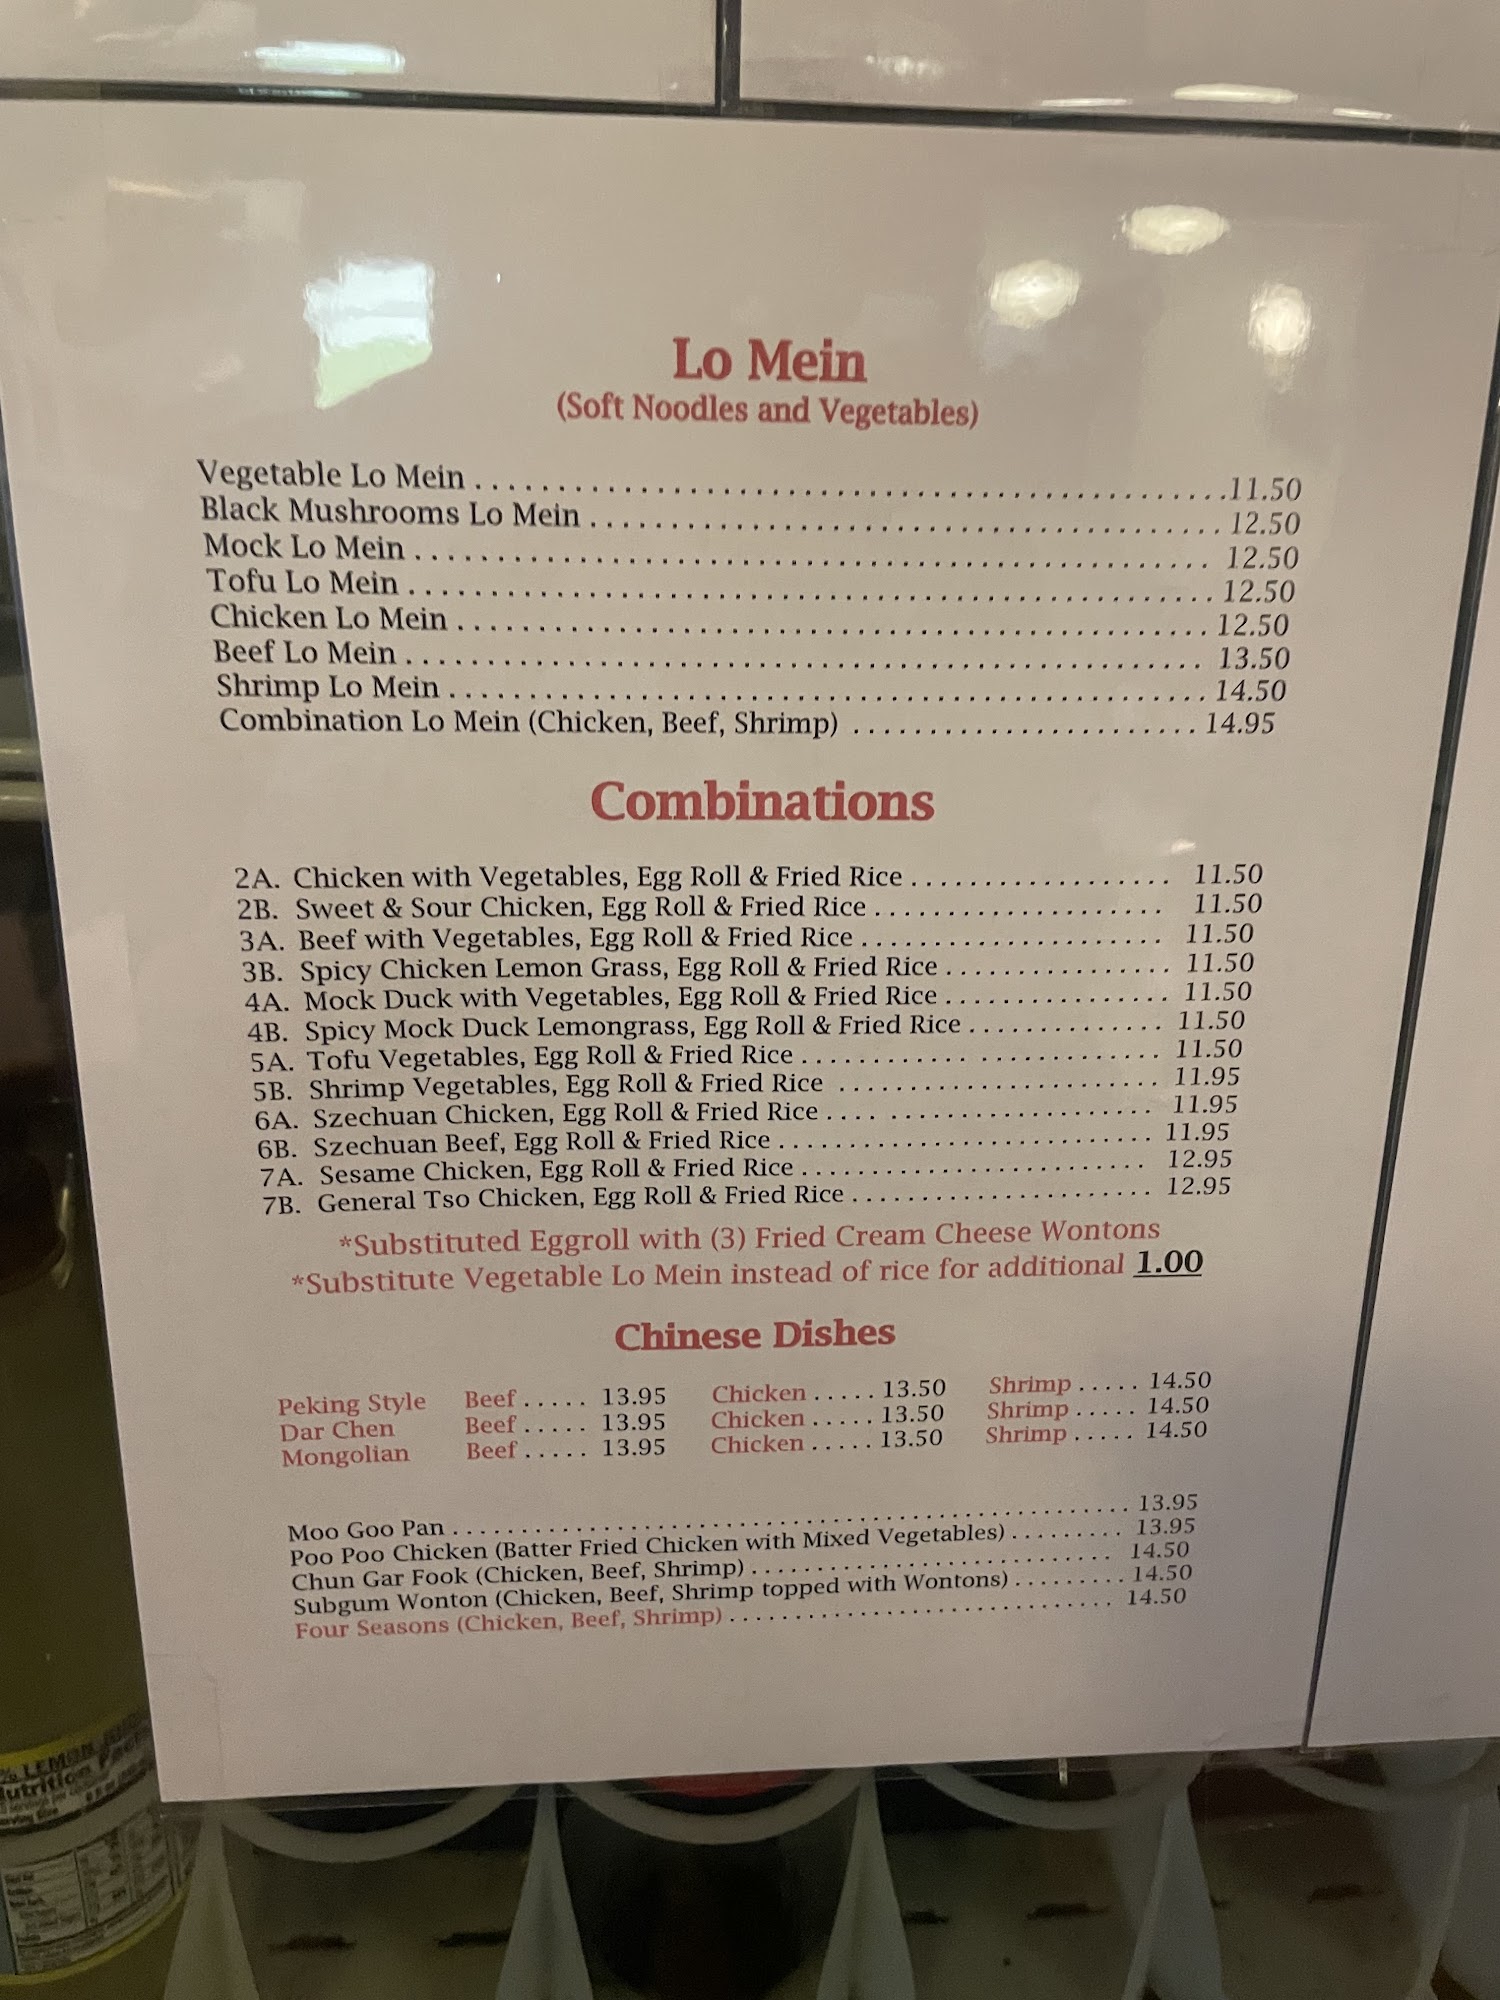 Lo Mein
(Soft Noodles and Vegetables)
Vegetable Lo Mein . . . . . . . . . . . . . . . . . . . . 11.50
Black Mushrooms Lo Mein . . . . . . . . . . . . . . . . . . . . 12.50
Mock Lo Mein . . . . . . . . . . . . . . . . . . . . 12.50
Tofu Lo Mein . . . . . . . . . . . . . . . . . . . . 12.50
Chicken Lo Mein . . . . . . . . . . . . . . . . . . . . 12.50
Beef Lo Mein . . . . . . . . . . . . . . . . . . . . 13.50
Shrimp Lo Mein . . . . . . . . . . . . . . . . . . . . 14.50
Combination Lo Mein (Chicken, Beef, Shrimp) . . . . . . . . . . . . . . . . . . . . 14.95
Combinations
2A. Chicken with Vegetables, Egg Roll & Fried Rice . . . . . . . . . . . . . . . . . . 11.50
2B. Sweet & Sour Chicken, Egg Roll & Fried Rice . . . . . . . . . . . . . . . . . . 11.50
3A. Beef with Vegetables, Egg Roll & Fried Rice . . . . . . . . . . . . . . . . . . 11.50
3B. Spicy Chicken Lemon Grass, Egg Roll & Fried Rice . . . . . . . . . . . . . . . . 11.50
4A. Mock Duck with Vegetables, Egg Roll & Fried Rice . . . . . . . . . . . . . . . . 11.50
4B. Spicy Mock Duck Lemongrass, Egg Roll & Fried Rice . . . . . . . . . . . . . . 11.50
5A. Tofu Vegetables, Egg Roll & Fried Rice . . . . . . . . . . . . . . . . . . . . 11.50
5B. Shrimp Vegetables, Egg Roll & Fried Rice . . . . . . . . . . . . . . . . . . . . 11.95
6A. Szechuan Chicken, Egg Roll & Fried Rice . . . . . . . . . . . . . . . . . . . . 11.95
6B. Szechuan Beef, Egg Roll & Fried Rice . . . . . . . . . . . . . . . . . . . . 11.95
7A. Sesame Chicken, Egg Roll & Fried Rice . . . . . . . . . . . . . . . . . . . . 12.95
7B. General Tso Chicken, Egg Roll & Fried Rice . . . . . . . . . . . . . . . . . . . . 12.95
*Substituted Eggroll with (3) Fried Cream Cheese Wontons
*Substitute Vegetable Lo Mein instead of rice for additional 1.00
Chinese Dishes
Peking Style Beef . . . . . 13.95 Chicken . . . . . 13.50 Shrimp . . . . . 14.50
Dar Chen Beef . . . . . 13.95 Chicken . . . . . 13.50 Shrimp . . . . . 14.50
Mongolian Beef . . . . . 13.95 Chicken . . . . . 13.50 Shrimp . . . . . 14.50
Moo Goo Pan . . . . . . . . . . . . . . . . . . . . 13.95
Poo Poo Chicken (Batter Fried Chicken with Mixed Vegetables) . . . . . . . . . 13.95
Chun Gar Fook (Chicken, Beef, Shrimp) . . . . . . . . . . . . . . . . . . . . 14.50
Subgum Wonton (Chicken, Beef, Shrimp topped with Wontons) . . . . . . . . . 14.50
Four Seasons (Chicken, Beef, Shrimp) . . . . . . . . . . . . . . . . . . . . 14.50
% LEMON
Nutrition